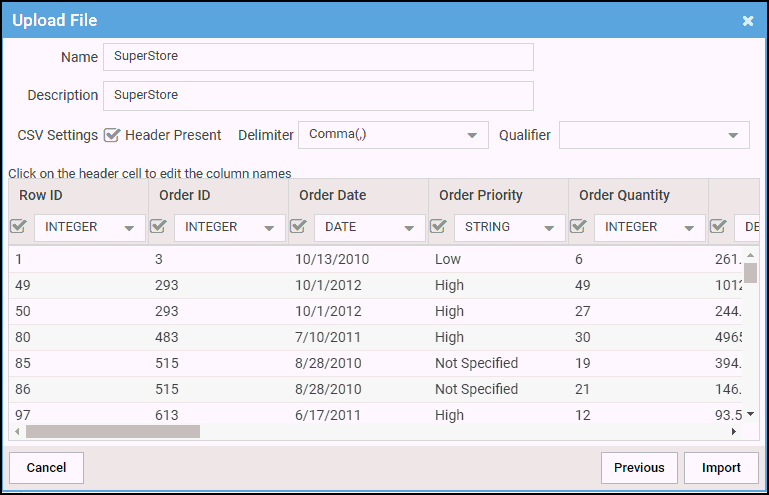 Upload File
Name SuperStore
Description SuperStore
CSV Settings Header Present Delimiter Comma(,) Qualifier
Click on the header cell to edit the column names
Row ID Order ID Order Date Order Priority Order Quantity
INTEGER INTEGER DATE STRING INTEGER DE
1 3 10/13/2010 Low 6 261.
49 293 10/1/2012 High 49 1012
50 293 10/1/2012 High 27 244.
80 483 7/10/2011 High 30 4965
85 515 8/28/2010 Not Specified 19 394.
86 515 8/28/2010 Not Specified 21 146.
97 613 6/17/2011 High 12 93.5
Cancel Previous Import